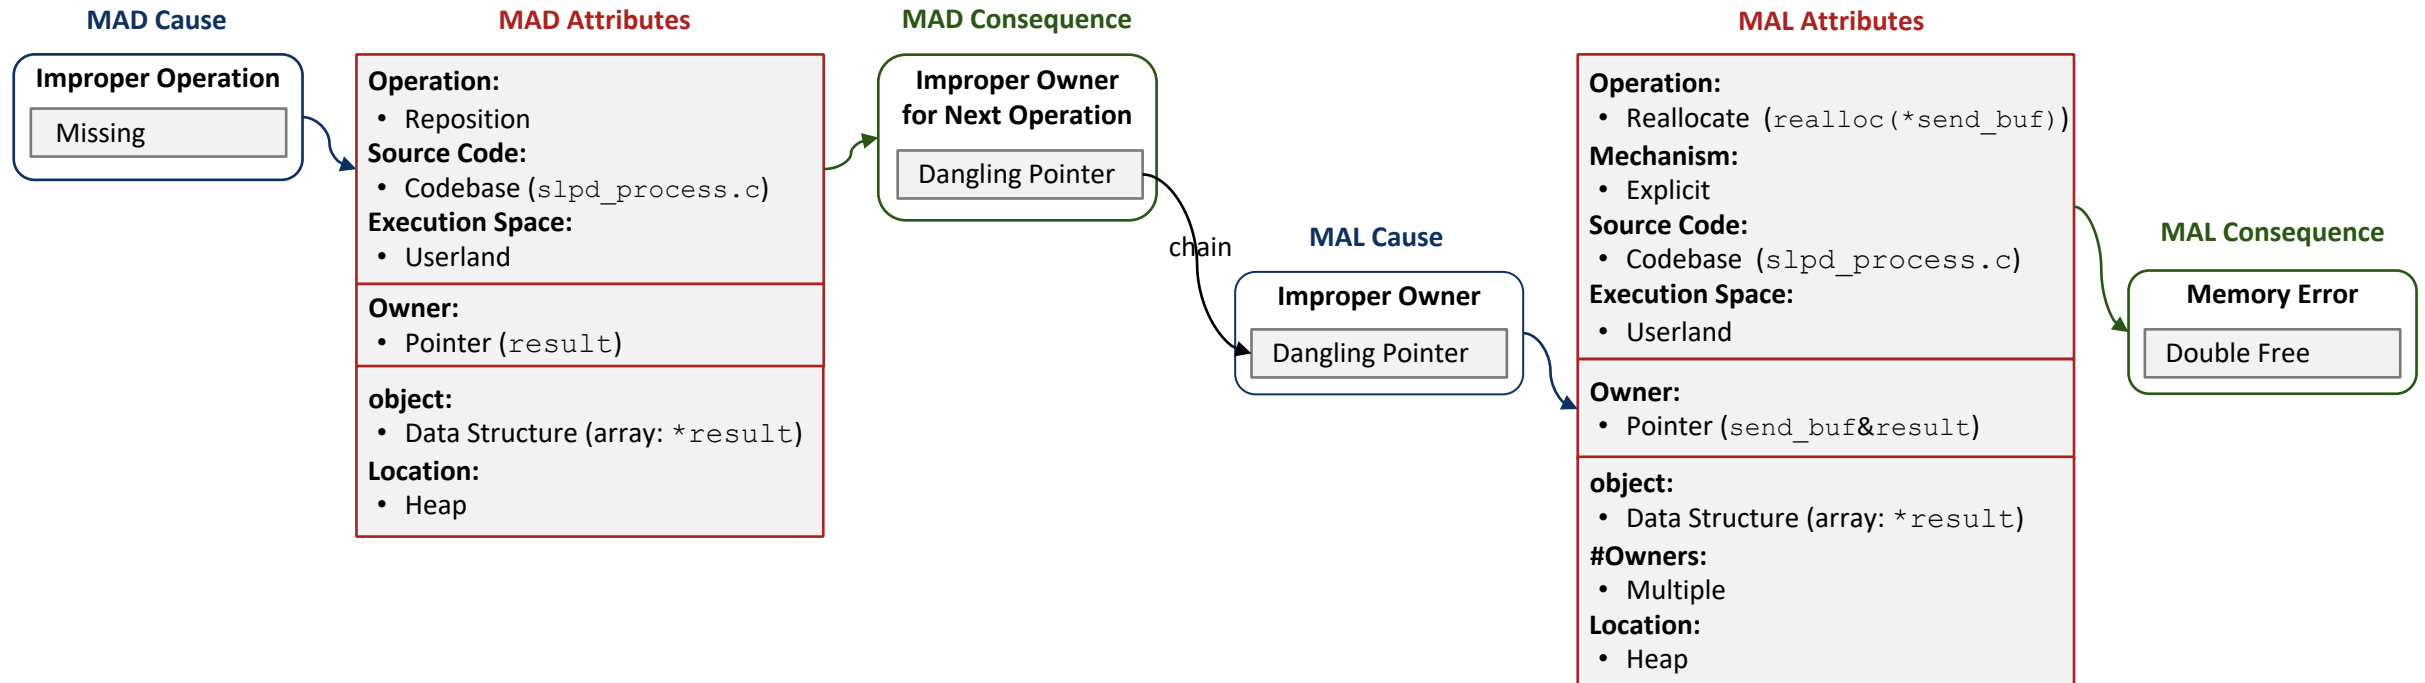 MAD Cause
Improper Operation
Missing
MAD Attributes
Operation:
• Reposition
Source Code:
• Codebase (slpd_process.c)
Execution Space:
• Userland
Owner:
• Pointer (result)
object:
• Data Structure (array: *result)
Location:
• Heap
MAD Consequence
Improper Owner
for Next Operation
Dangling Pointer
chain
MAL Cause
Improper Owner
Dangling Pointer
MAL Attributes
Operation:
• Reallocate (realloc(*send_buf))
Mechanism:
• Explicit
Source Code:
• Codebase (slpd_process.c)
Execution Space:
• Userland
Owner:
• Pointer (send_buf&result)
object:
• Data Structure (array: *result)
#Owners:
• Multiple
Location:
• Heap
MAL Consequence
Memory Error
Double Free